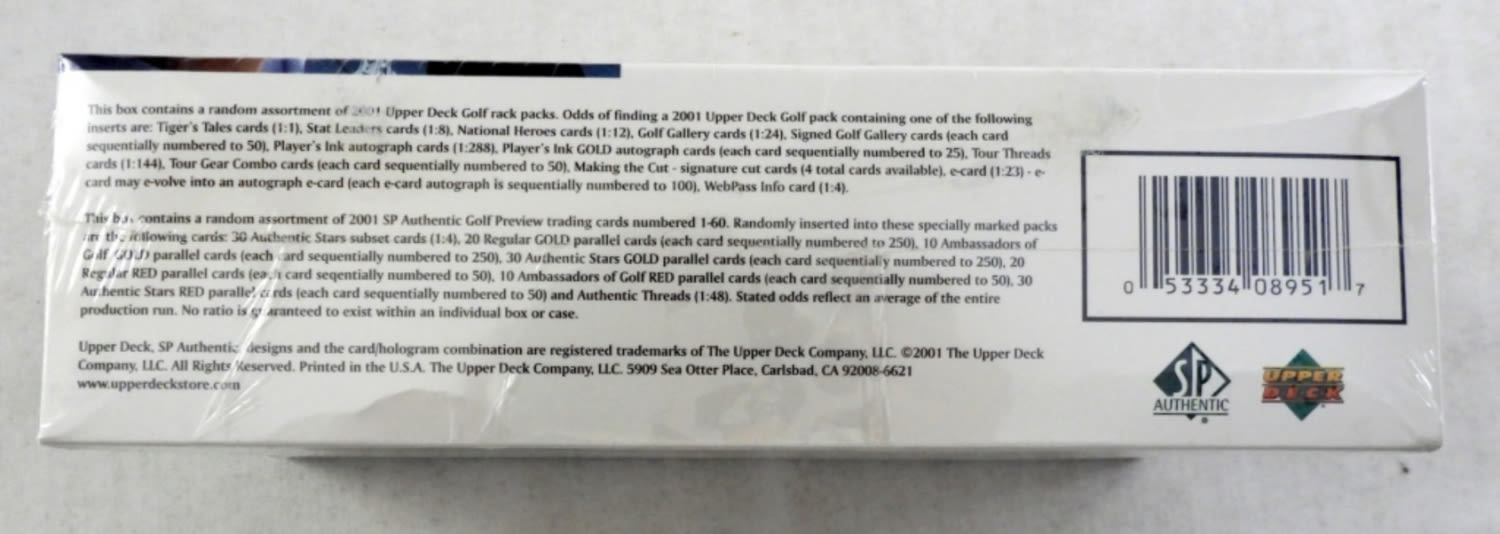 This box contains a random assortment of 2001 Upper Deck Golf rack packs. Odds of finding a 2001 Upper Deck Golf pack containing one of the following
inserts are: Tiger's Tales cards (1:1), Stat Leaders cards (1:8), National Heroes cards (1:12), Golf Gallery cards (1:24), Signed Golf Gallery cards (each card
sequentially numbered to 50), Player's Ink autograph cards (1:288), Player's Ink GOLD autograph cards (each card sequentially numbered to 25), Tour Threads
cards (1:144), Tour Gear Combo cards (each card sequentially numbered to 50), Making the Cut - signature cut cards (4 total cards available), e-card (1:23) - e-
card may e-volve into an autograph e-card (each e-card autograph is sequentially numbered to 100), WebPass Info card (1:4).
This box contains a random assortment of 2001 SP Authentic Golf Preview trading cards numbered 1-60. Randomly inserted into these specially marked packs
are the following cards: 30 Authentic Stars subset cards (1:4), 20 Regular GOLD parallel cards (each card sequentially numbered to 250), 10 Ambassadors of
Golf GOLD parallel cards (each card sequentially numbered to 250), 30 Authentic Stars GOLD parallel cards (each card sequentially numbered to 250), 20
Regular RED parallel cards (each card seqentially numbered to 50), 10 Ambassadors of Golf RED parallel cards (each card sequentially numbered to 50), 30
Authentic Stars RED parallel cards (each card sequentially numbered to 50) and Authentic Threads (1:48). Stated odds reflect an average of the entire
production run. No ratio is guaranteed to exist within an individual box or case.
Upper Deck, SP Authentic, designs and the card/hologram combination are registered trademarks of The Upper Deck Company, LLC. ©2001 The Upper Deck
Company, LLC. All Rights Reserved. Printed in the U.S.A. The Upper Deck Company, LLC. 5909 Sea Otter Place, Carlsbad, CA 92008-6621
www.upperdeckstore.com
0 53334 08951 7
SP
AUTHENTIC
UPPER
DECK